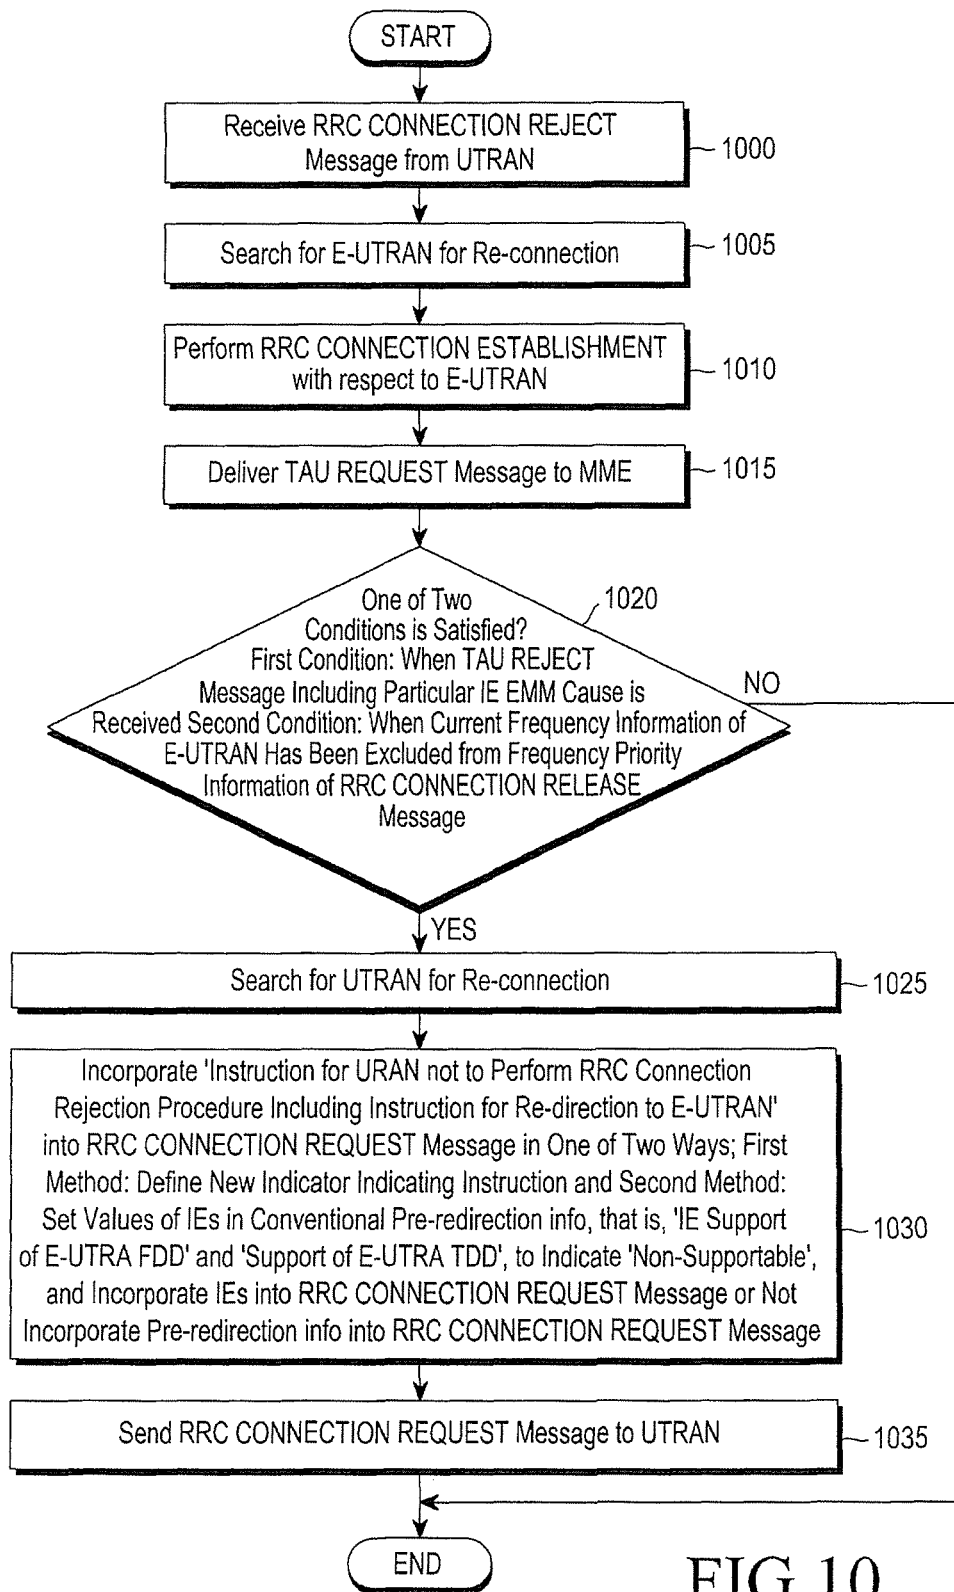 START
Receive RRC CONNECTION REJECT
Message from UTRAN
1000
Search for E-UTRAN for Re-connection
1005
Perform RRC CONNECTION ESTABLISHMENT
with respect to E-UTRAN
1010
Deliver TAU REQUEST Message to MME
1015
One of Two
Conditions is Satisfied?
First Condition: When TAU REJECT
Message Including Particular IE EMM Cause is
Received Second Condition: When Current Frequency Information of
E-UTRAN Has Been Excluded from Frequency Priority
Information of RRC CONNECTION RELEASE
Message
1020
NO
YES
Search for UTRAN for Re-connection
1025
Incorporate 'Instruction for URAN not to Perform RRC Connection
Rejection Procedure Including Instruction for Re-direction to E-UTRAN'
into RRC CONNECTION REQUEST Message in One of Two Ways; First
Method: Define New Indicator Indicating Instruction and Second Method:
Set Values of IEs in Conventional Pre-redirection info, that is, 'IE Support
of E-UTRA FDD' and 'Support of E-UTRA TDD', to Indicate 'Non-Supportable',
and Incorporate IEs into RRC CONNECTION REQUEST Message or Not
Incorporate Pre-redirection info into RRC CONNECTION REQUEST Message
1030
Send RRC CONNECTION REQUEST Message to UTRAN
1035
END
FIG.10